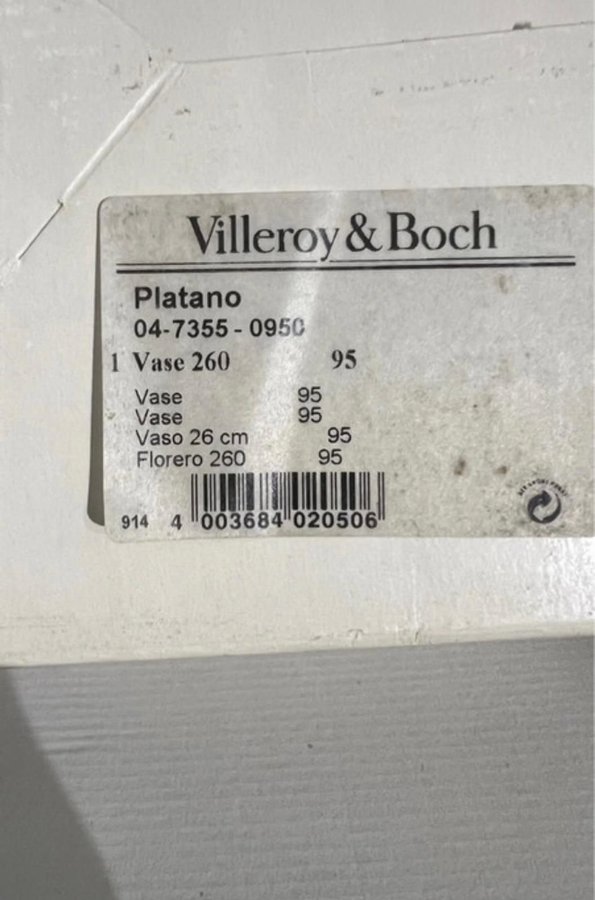 Villeroy & Boch
Platano
04-7355-0950
1 Vase 260 95
Vase 95
Vase 95
Vaso 26 cm 95
Florero 260 95
914 4 003684 020506